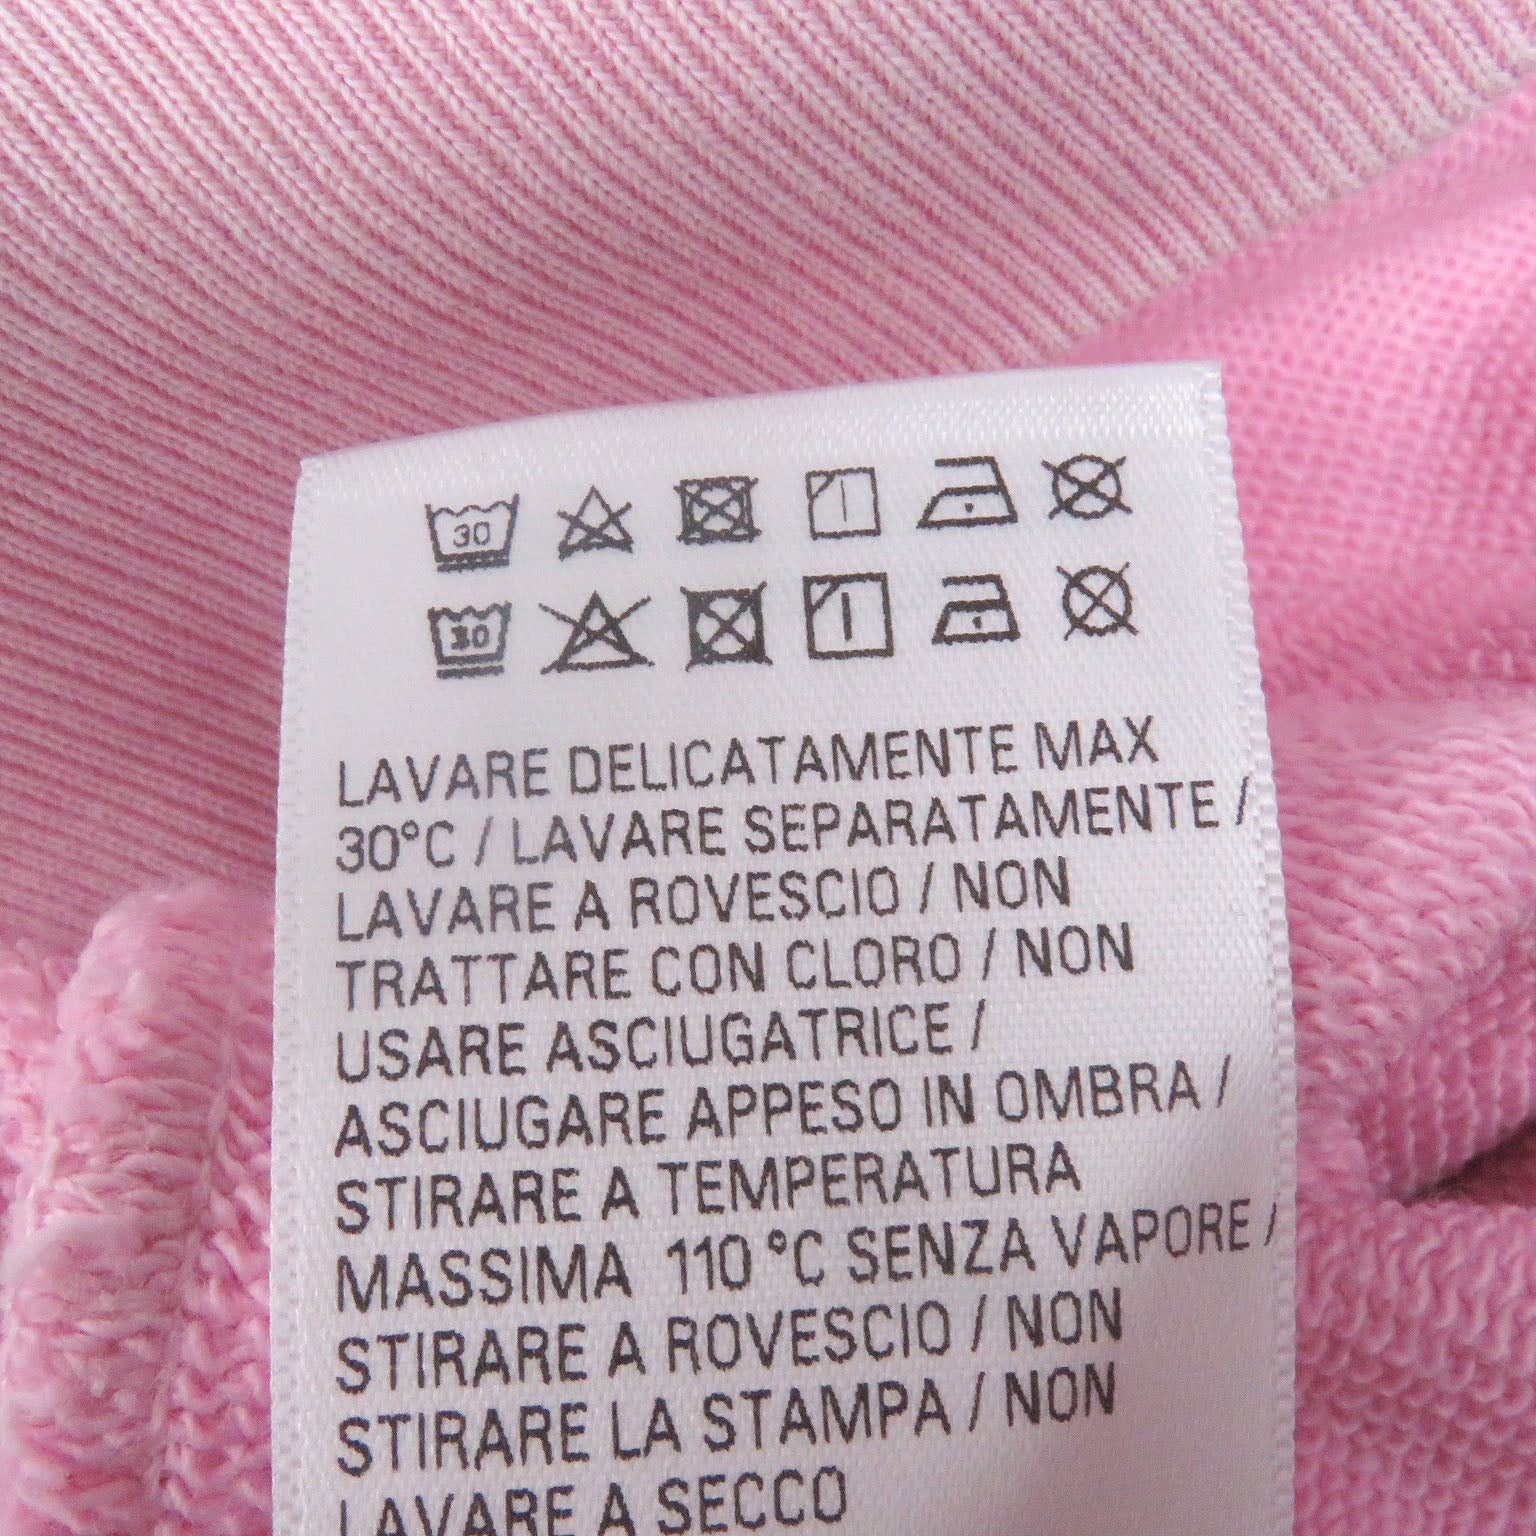 30
30
LAVARE DELICATAMENTE MAX
30°C / LAVARE SEPARATAMENTE /
LAVARE A ROVESCIO / NON
TRATTARE CON CLORO / NON
USARE ASCIUGATRICE /
ASCIUGARE APPESO IN OMBRA /
STIRARE A TEMPERATURA
MASSIMA 110 °C SENZA VAPORE /
STIRARE A ROVESCIO / NON
STIRARE LA STAMPA / NON
LAVARE A SECCO